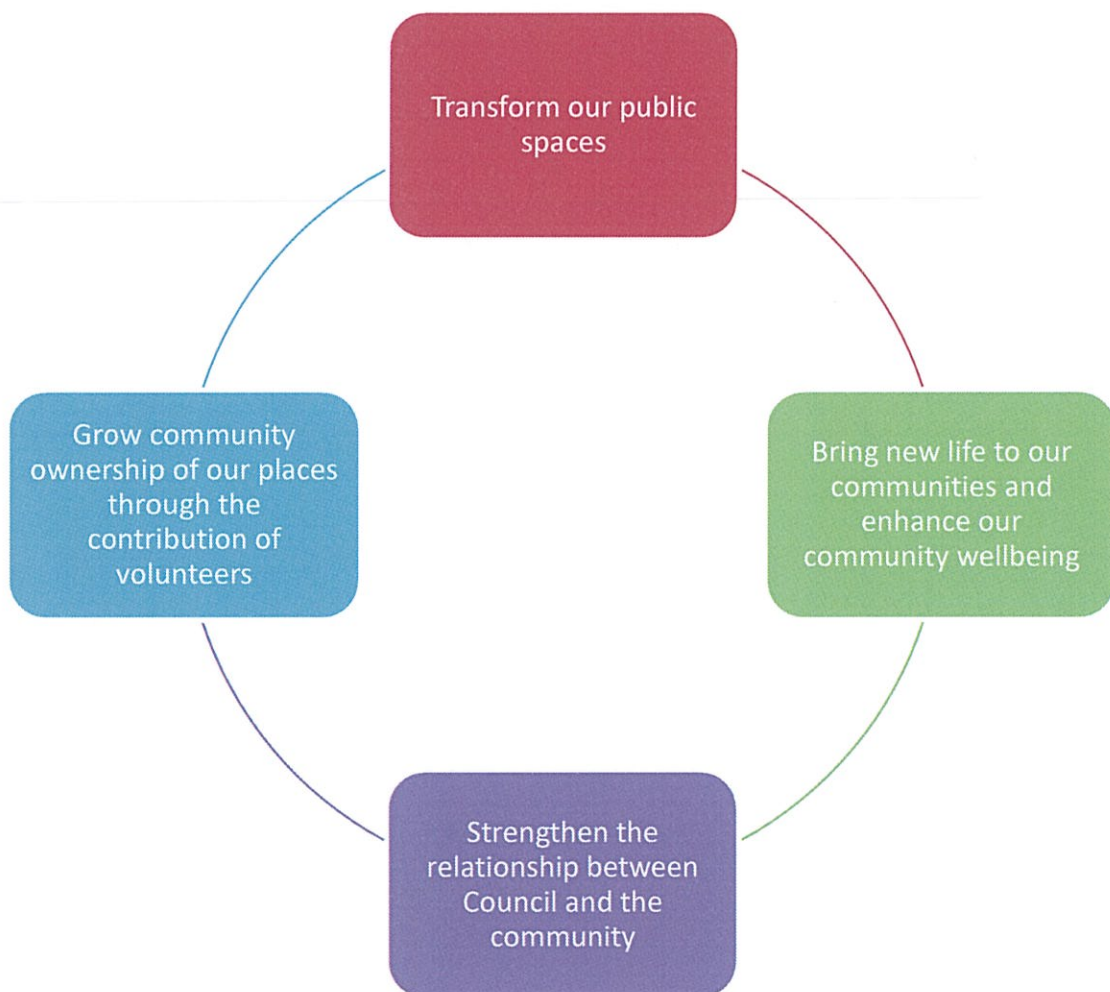 Transform our public
spaces
Bring new life to our
communities and
enhance our
community wellbeing
Strengthen the
relationship between
Council and the
community
Grow community
ownership of our places
through the
contribution of
volunteers